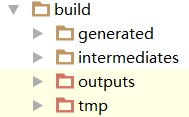 build
generated
intermediates
outputs
tmp